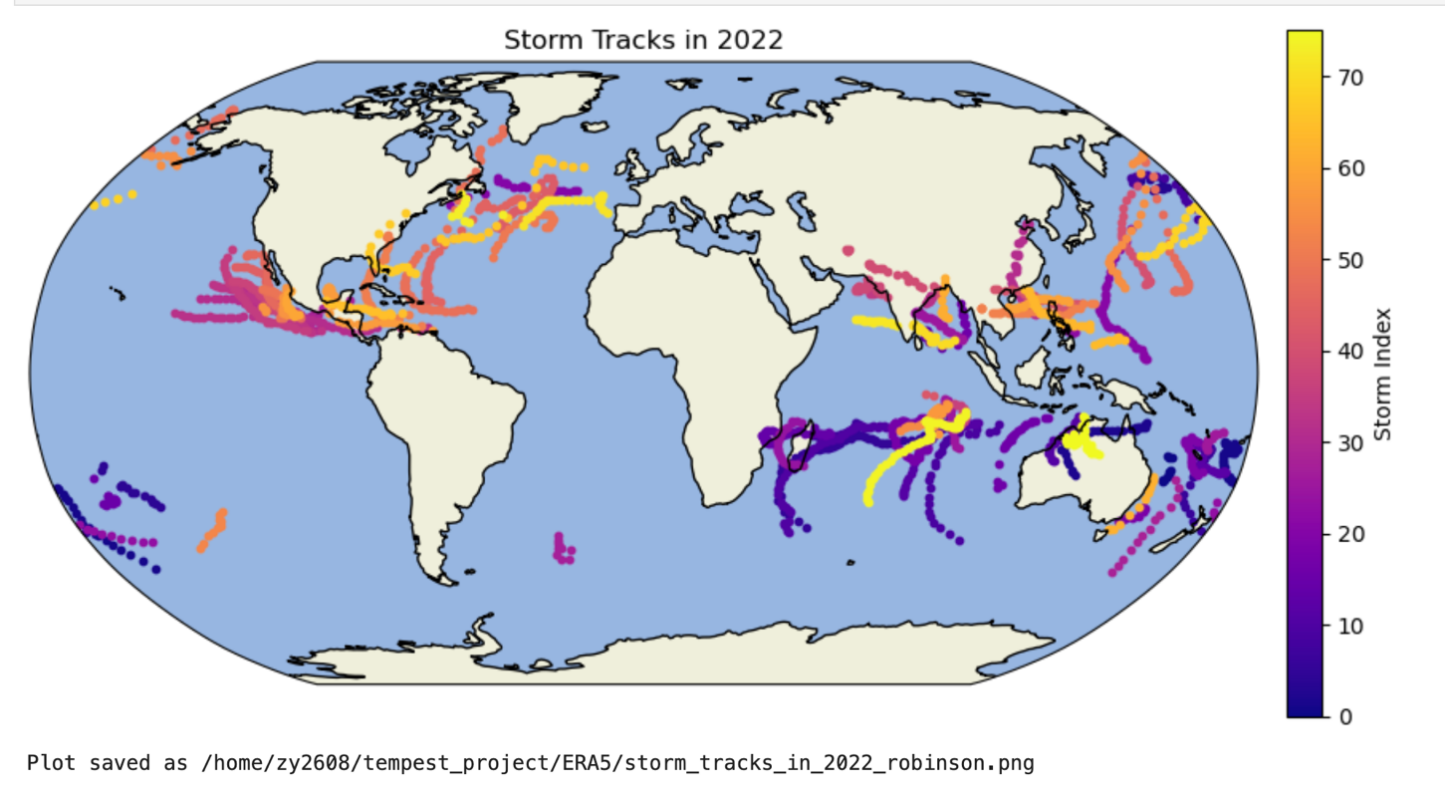 Storm Tracks in 2022
70
60
50
40
30
20
10
0
Storm Index
Plot saved as /home/zy2608/tempest_project/ERA5/storm_tracks_in_2022_robinson.png